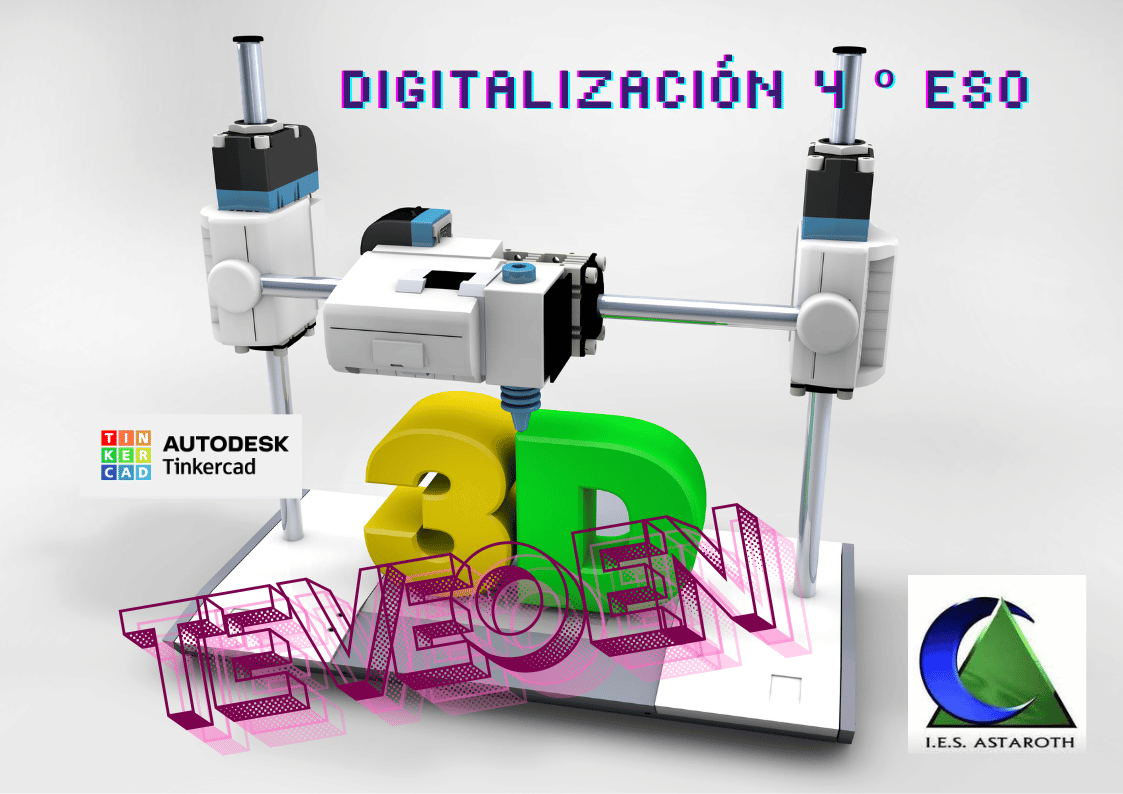 DIGITALIZACIÓN 4 º ESO
TIN
KER
CAD
AUTODESK
Tinkercad
3D
TEVEOEN
I.E.S. ASTAROTH